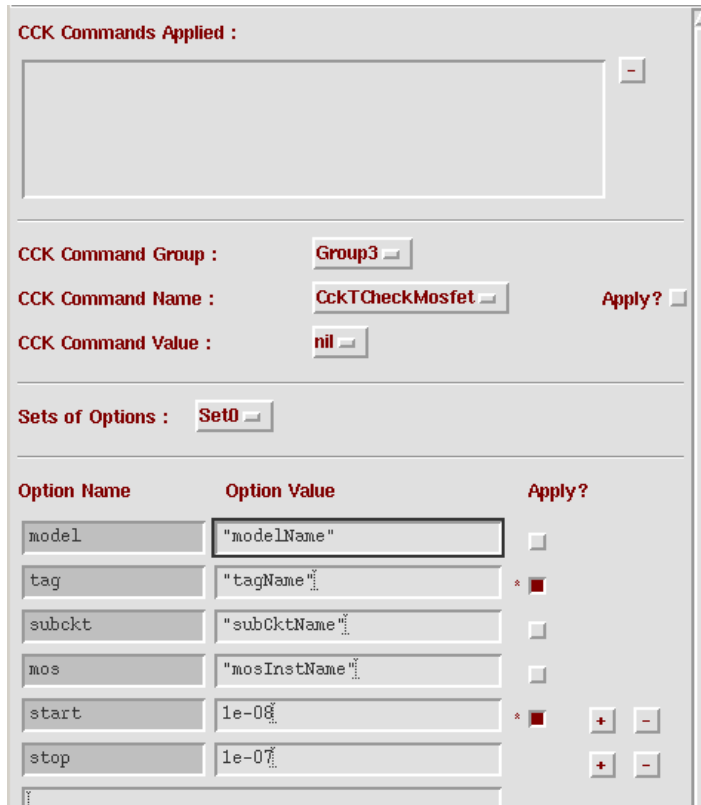 CCK Commands Applied :
-
CCK Command Group : Group3
CCK Command Name : CckTCheckMosfet Apply?
CCK Command Value : nil
Sets of Options : Set0
Option Name Option Value Apply?
model "modelName"
tag "tagName" *
subckt "subCktName"
mos "mosInstName"
start 1e-08 * + -
stop 1e-07 + -